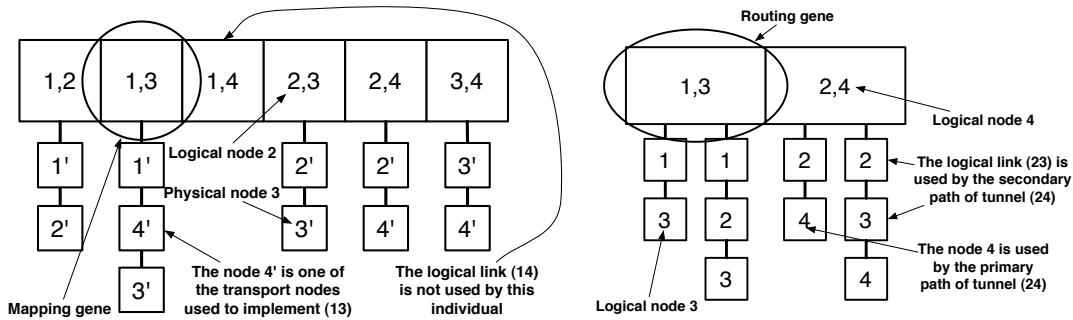 1,2
1,3
1,4
2,3
2,4
3,4
1'
1'
2'
2'
3'
2'
4'
3'
4'
4'
3'
Logical node 2
Physical node 3
Mapping gene
The node 4' is one of
the transport nodes
used to implement (13)
The logical link (14)
is not used by this
individual
Routing gene
1,3
2,4
Logical node 4
1
1
2
2
3
2
4
3
3
4
The logical link (23) is
used by the secondary
path of tunnel (24)
The node 4 is used
by the primary
path of tunnel (24)
Logical node 3